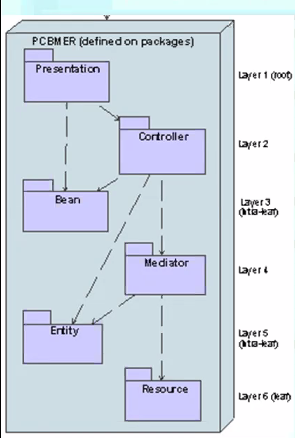 PCBMER (defined on packages)
Presentation
Layer 1 (root)
Controller
Layer 2
Bean
Layer 3
(intra-leaf)
Mediator
Layer 4
Entity
Layer 5
(intra-leaf)
Resource
Layer 6 (leaf)